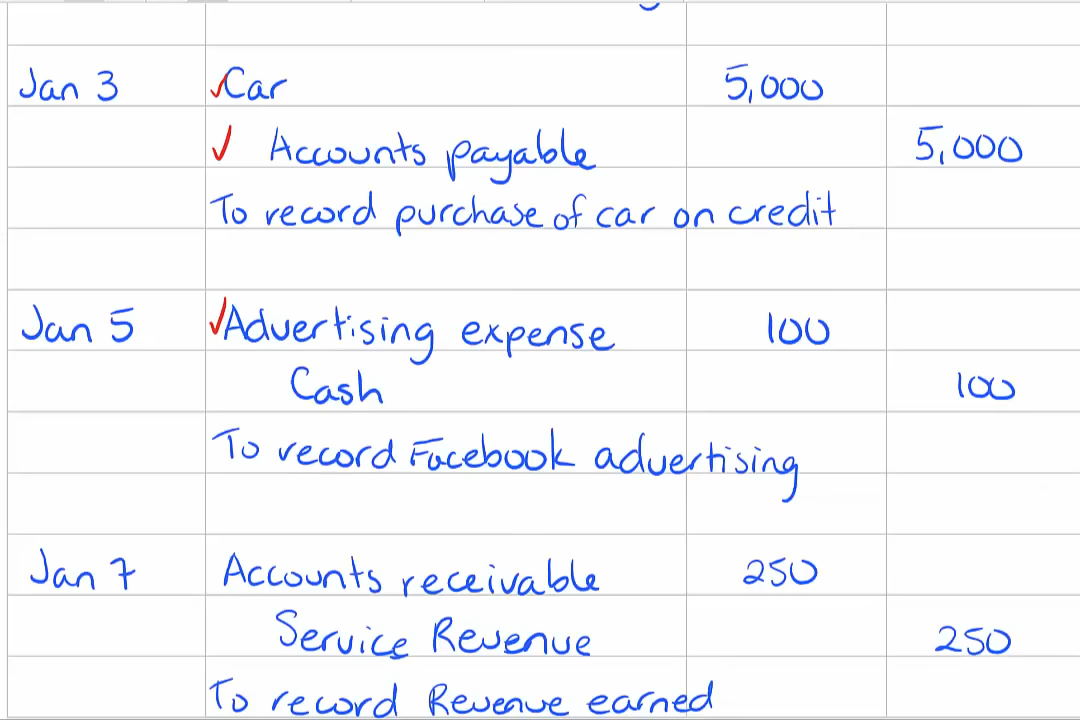 Jan 3 Car 5,000
Accounts payable 5,000
To record purchase of car on credit
Jan 5 Advertising expense 100
Cash 100
To record Facebook advertising
Jan 7 Accounts receivable 250
Service Revenue 250
To record Revenue earned